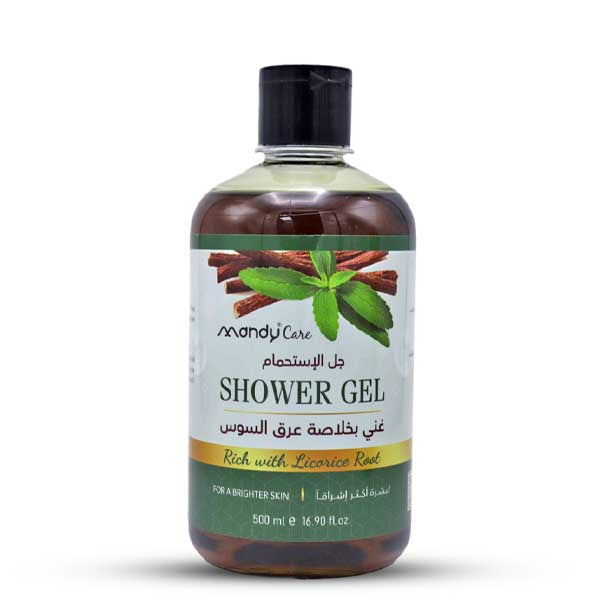 mandy® Care
جل الإستحمام
SHOWER GEL
غني بخلاصة عرق السوس
Rich with Licorice Root
FOR A BRIGHTER SKIN | لبشرة أكثر إشراقاً
500 ml e 16.90 fl.oz.